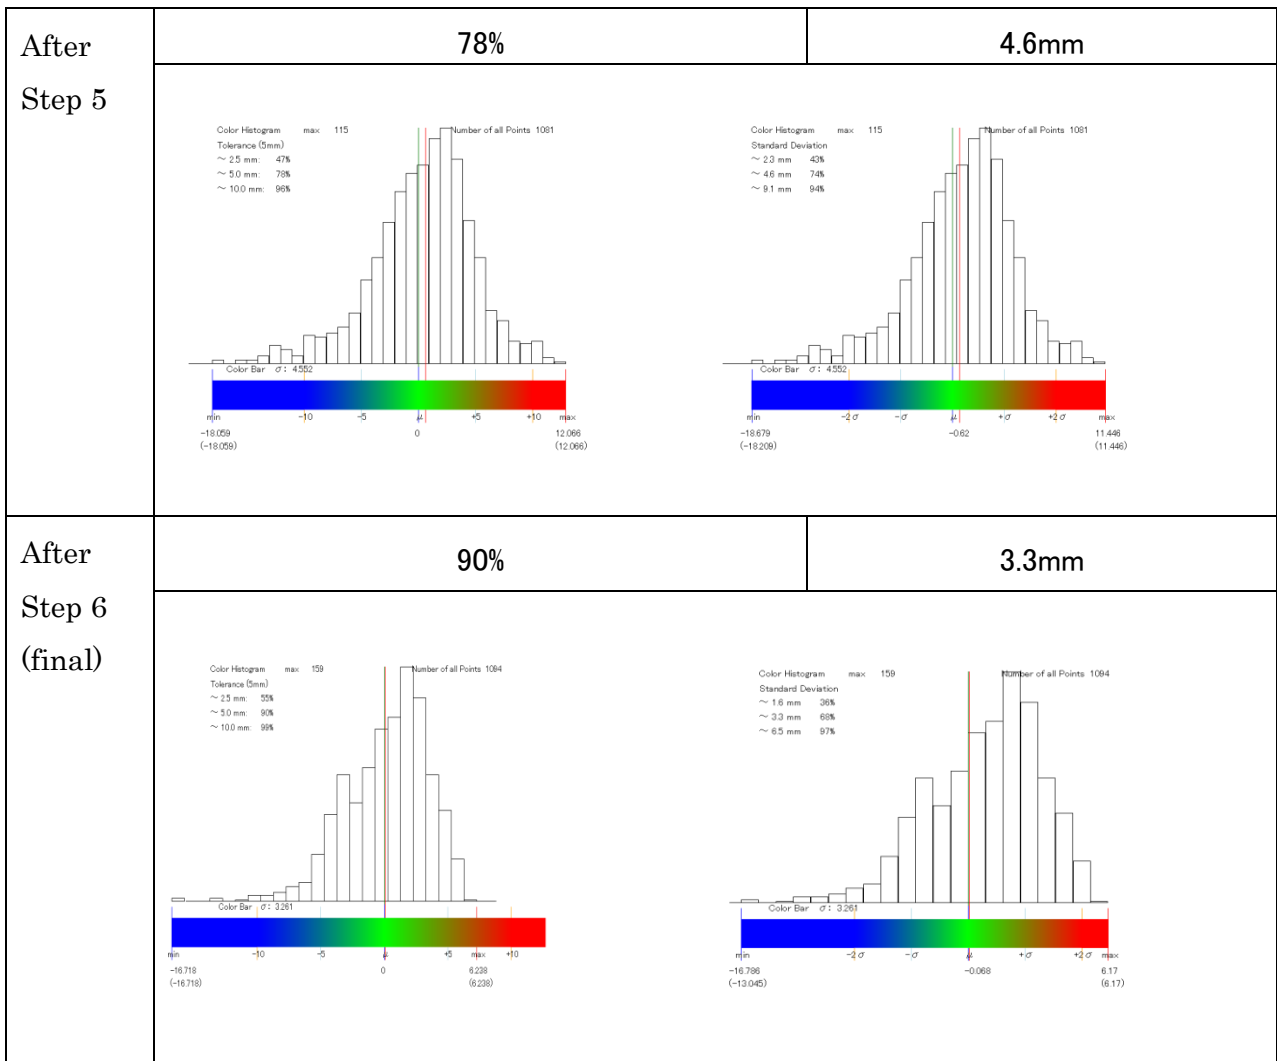 After
Step 5
78%
4.6mm
Color Histogram max 115 Number of all Points 1081
Tolerance (5mm)
~ 2.5 mm: 47%
~ 5.0 mm: 78%
~ 10.0 mm: 96%
Color Bar σ: 4.552
min -10 -5 μ +5 +10 max
-18.059 0 12.066
(-18.059) (12.066)
Color Histogram max 115 Number of all Points 1081
Standard Deviation
~ 2.3 mm 43%
~ 4.6 mm 74%
~ 9.1 mm 94%
Color Bar σ: 4.552
min -2σ -σ μ +σ +2σ max
-18.679 -0.62 11.446
(-18.209) (11.446)
After
Step 6
(final)
90%
3.3mm
Color Histogram max 159 Number of all Points 1094
Tolerance (5mm)
~ 2.5 mm: 55%
~ 5.0 mm: 90%
~ 10.0 mm: 99%
Color Bar σ: 3.261
min -10 -5 μ +5 max +10
-16.718 0 6.238
(-16.718) (6.238)
Color Histogram max 159 Number of all Points 1094
Standard Deviation
~ 1.6 mm 36%
~ 3.3 mm 68%
~ 6.5 mm 97%
Color Bar σ: 3.261
min -2σ -σ μ +σ +2σ max
-16.786 -0.068 6.17
(-13.045) (6.17)